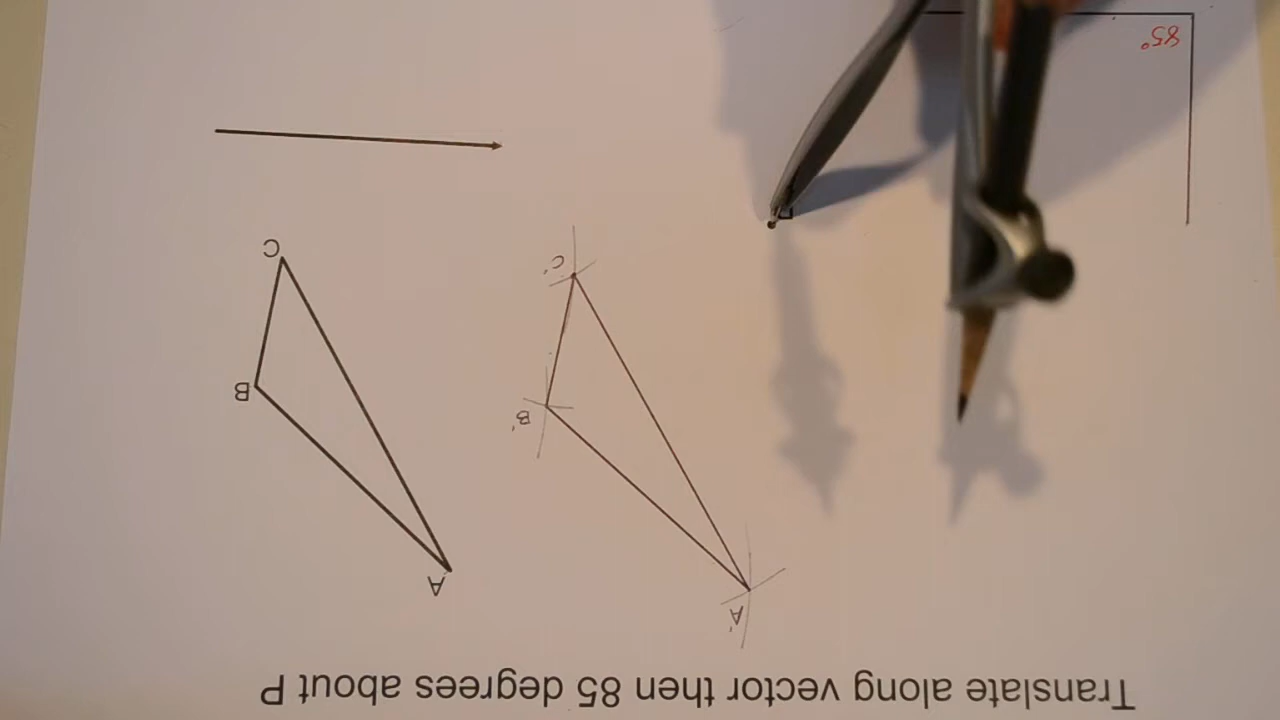 Translate along vector then 85 degrees about P
A'
A
B'
B
C'
C
85°